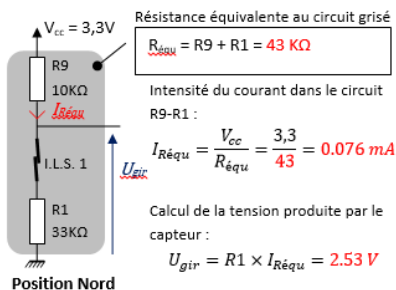 Vcc = 3,3V
R9
10KΩ
IRéqu
I.L.S. 1
Ugir
R1
33KΩ
Position Nord
Résistance équivalente au circuit grisé
Réqu = R9 + R1 = 43 KΩ
Intensité du courant dans le circuit
R9-R1 :
IRéqu = Vcc / Réqu = 3,3 / 43 = 0.076 mA
Calcul de la tension produite par le
capteur :
Ugir = R1 × IRéqu = 2.53 V